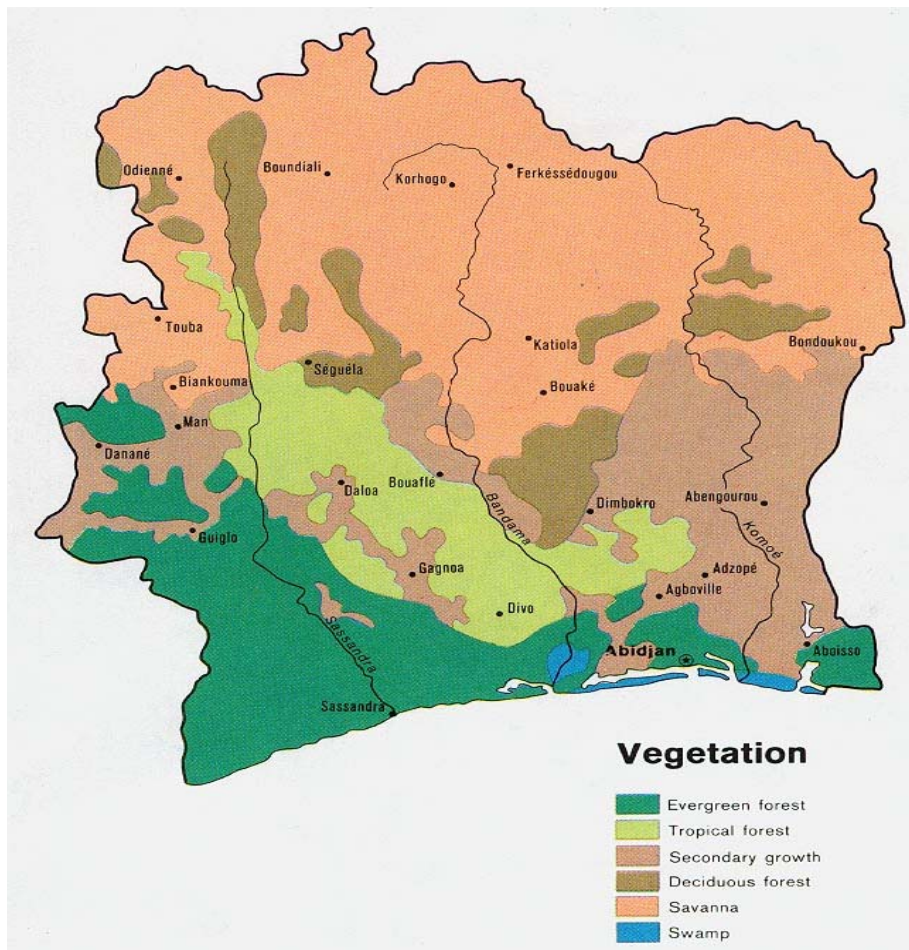 Odienné
Boundiali
Korhogo
Ferkéssédougou
Touba
Katiola
Bondoukou
Séguéla
Biankouma
Bouaké
Man
Danané
Bouaflé
Daloa
Bandama
Dimbokro
Abengourou
Guiglo
Komoé
Gagnoa
Adzopé
Agboville
Divo
Sassandra
Abidjan
Aboisso
Sassandra
Vegetation
Evergreen forest
Tropical forest
Secondary growth
Deciduous forest
Savanna
Swamp